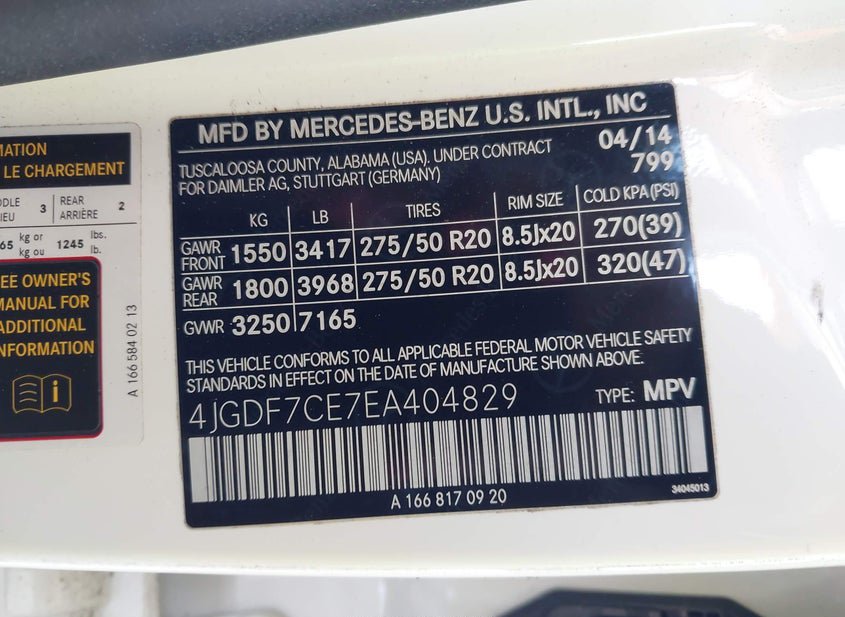 MATION
LE CHARGEMENT
3 REAR 2
ARRIÈRE
65 kg or 1245 lbs.
kg ou lb.
EE OWNER'S
MANUAL FOR
ADDITIONAL
NFORMATION
i
A 166 584 02 13
MFD BY MERCEDES-BENZ U.S. INTL., INC
TUSCALOOSA COUNTY, ALABAMA (USA). UNDER CONTRACT 04/14
FOR DAIMLER AG, STUTTGART (GERMANY) 799
KG LB TIRES RIM SIZE COLD KPA(PSI)
GAWR FRONT 1550 3417 275/50 R20 8.5Jx20 270(39)
GAWR REAR 1800 3968 275/50 R20 8.5Jx20 320(47)
GVWR 3250 7165
THIS VEHICLE CONFORMS TO ALL APPLICABLE FEDERAL MOTOR VEHICLE SAFETY
STANDARDS IN EFFECT ON THE DATE OF MANUFACTURE SHOWN ABOVE.
4JGDF7CE7EA404829 TYPE: MPV
A 166 817 09 20
34045013